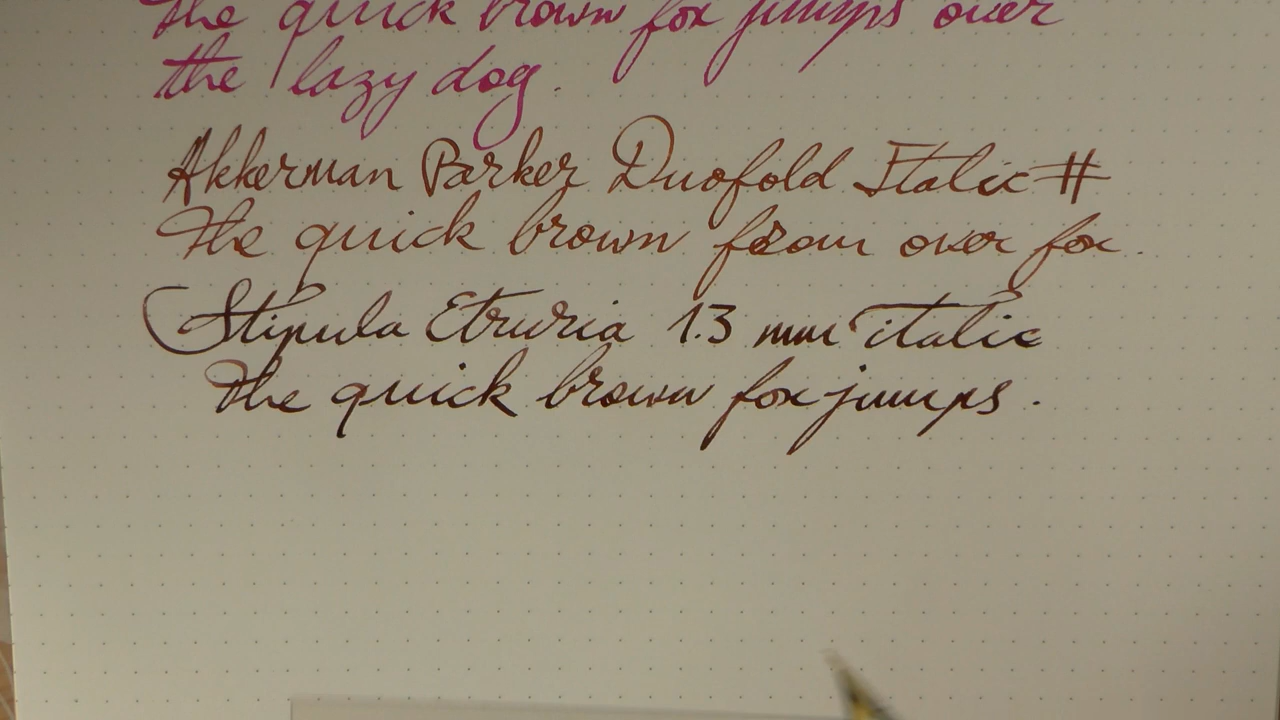 the quick brown fox jumps over
the lazy dog.
Akkerman Parker Duofold Italic #
The quick brown over fox.
Stipula Etruria 1.3 mm italic
The quick brown fox jumps.